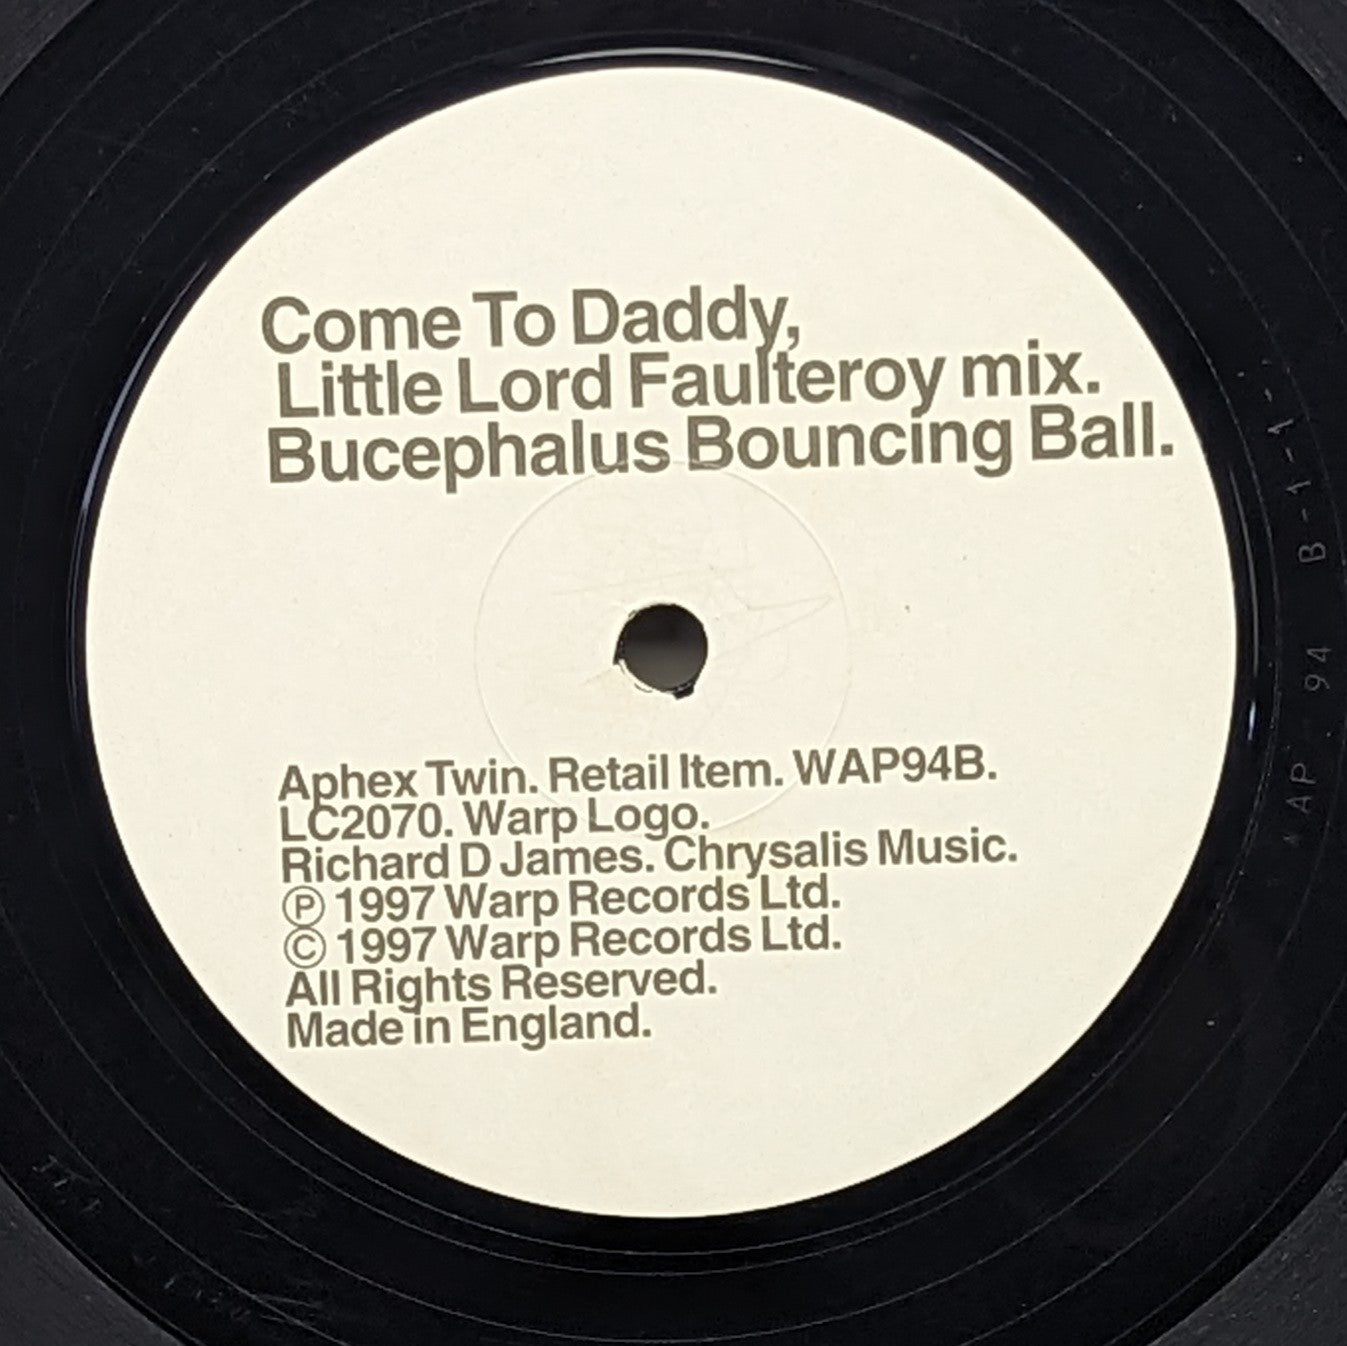 Come To Daddy,
Little Lord Faulteroy mix.
Bucephalus Bouncing Ball.
Aphex Twin. Retail Item. WAP94B.
LC2070. Warp Logo.
Richard D James. Chrysalis Music.
Ⓟ 1997 Warp Records Ltd.
© 1997 Warp Records Ltd.
All Rights Reserved.
Made in England.
AP 94 B-1-1-